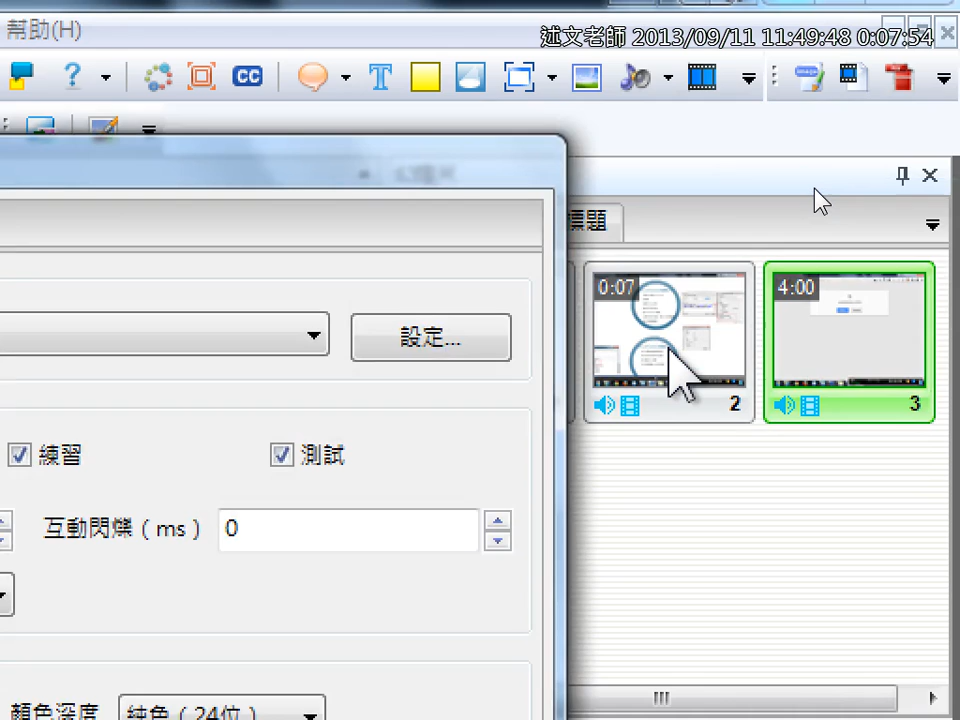 幫助(H)
述文老師 2013/09/11 11:49:48 0:07:54
CC
T
標題
0:07
4:00
設定...
2
3
練習
測試
互動閃爍(ms)
0
顏色深度
純色(24位)